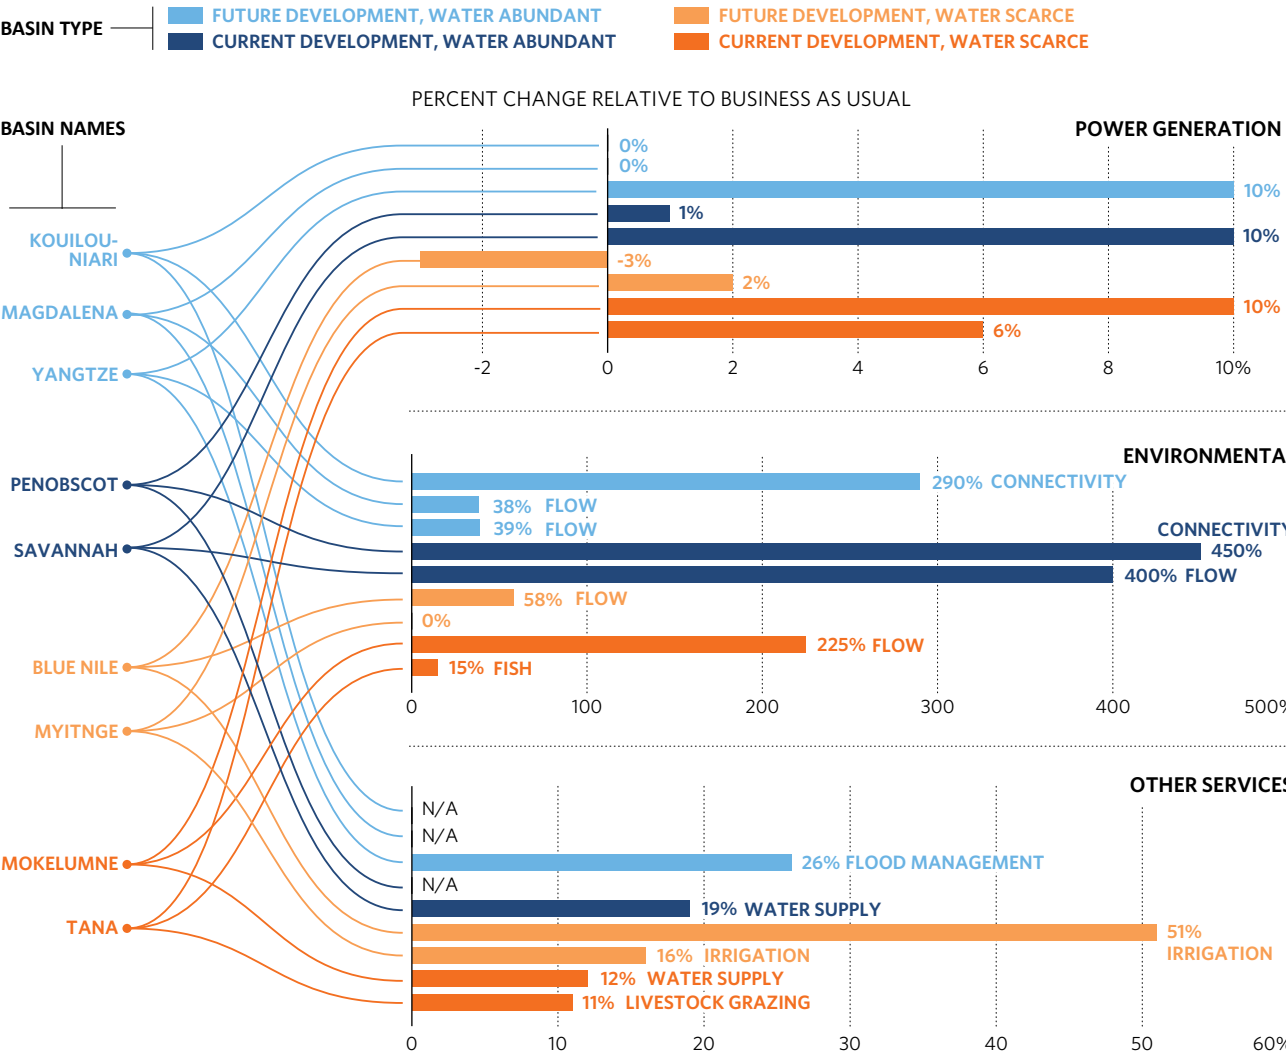 BASIN TYPE
FUTURE DEVELOPMENT, WATER ABUNDANT
FUTURE DEVELOPMENT, WATER SCARCE
CURRENT DEVELOPMENT, WATER ABUNDANT
CURRENT DEVELOPMENT, WATER SCARCE
PERCENT CHANGE RELATIVE TO BUSINESS AS USUAL
BASIN NAMES
KOUILOU-
NIARI
MAGDALENA
YANGTZE
PENOBSCOT
SAVANNAH
BLUE NILE
MYITNGE
MOKELUMNE
TANA
POWER GENERATION
0%
0%
10%
1%
10%
-3%
2%
10%
6%
-2 0 2 4 6 8 10%
ENVIRONMENTA
290% CONNECTIVITY
38% FLOW
39% FLOW
CONNECTIVITY
450%
400% FLOW
58% FLOW
0%
225% FLOW
15% FISH
0 100 200 300 400 500%
OTHER SERVICES
N/A
N/A
26% FLOOD MANAGEMENT
N/A
19% WATER SUPPLY
51%
IRRIGATION
16% IRRIGATION
12% WATER SUPPLY
11% LIVESTOCK GRAZING
0 10 20 30 40 50 60%